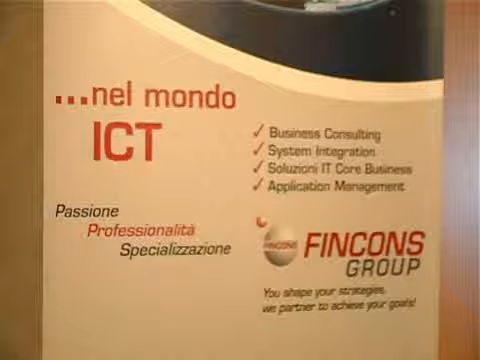 ...nel mondo
ICT
✓ Business Consulting
✓ System Integration
✓ Soluzioni IT Core Business
✓ Application Management
Passione
Professionalità
Specializzazione
FINCONS
FINCONS
GROUP
You shape your strategies,
we partner to achieve your goals!